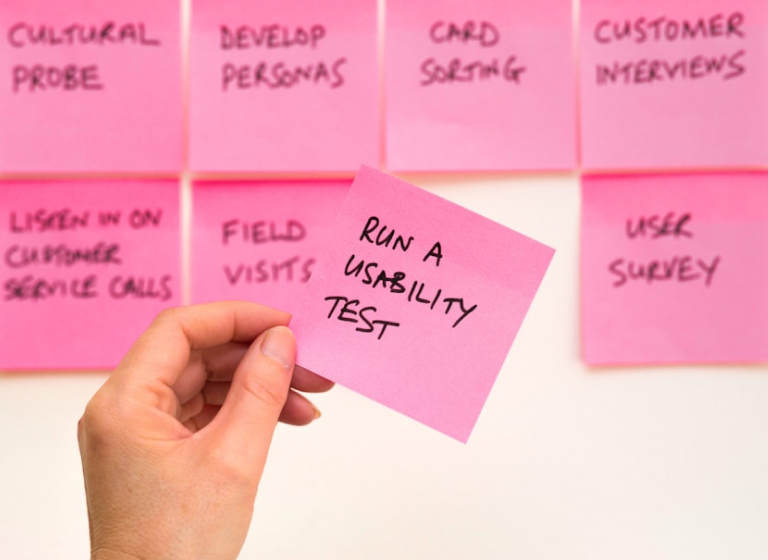 CULTURAL
PROBE
DEVELOP
PERSONAS
CARD
SORTING
CUSTOMER
INTERVIEWS
LISTEN IN ON
CUSTOMER
SERVICE CALLS
FIELD
VISITS
RUN A
USABILITY
TEST
USER
SURVEY